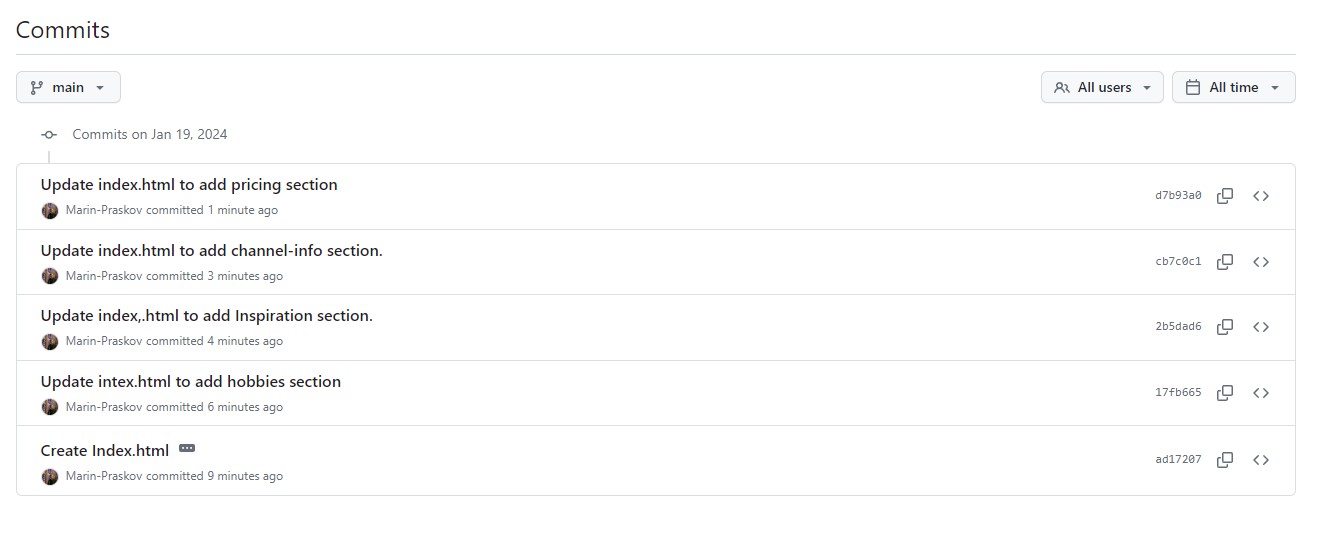 Commits
main
All users
All time
Commits on Jan 19, 2024
Update index.html to add pricing section
Marin-Praskov committed 1 minute ago
d7b93a0
Update index.html to add channel-info section.
Marin-Praskov committed 3 minutes ago
cb7c0c1
Update index,.html to add Inspiration section.
Marin-Praskov committed 4 minutes ago
2b5dad6
Update intex.html to add hobbies section
Marin-Praskov committed 6 minutes ago
17fb665
Create Index.html
Marin-Praskov committed 9 minutes ago
ad17207